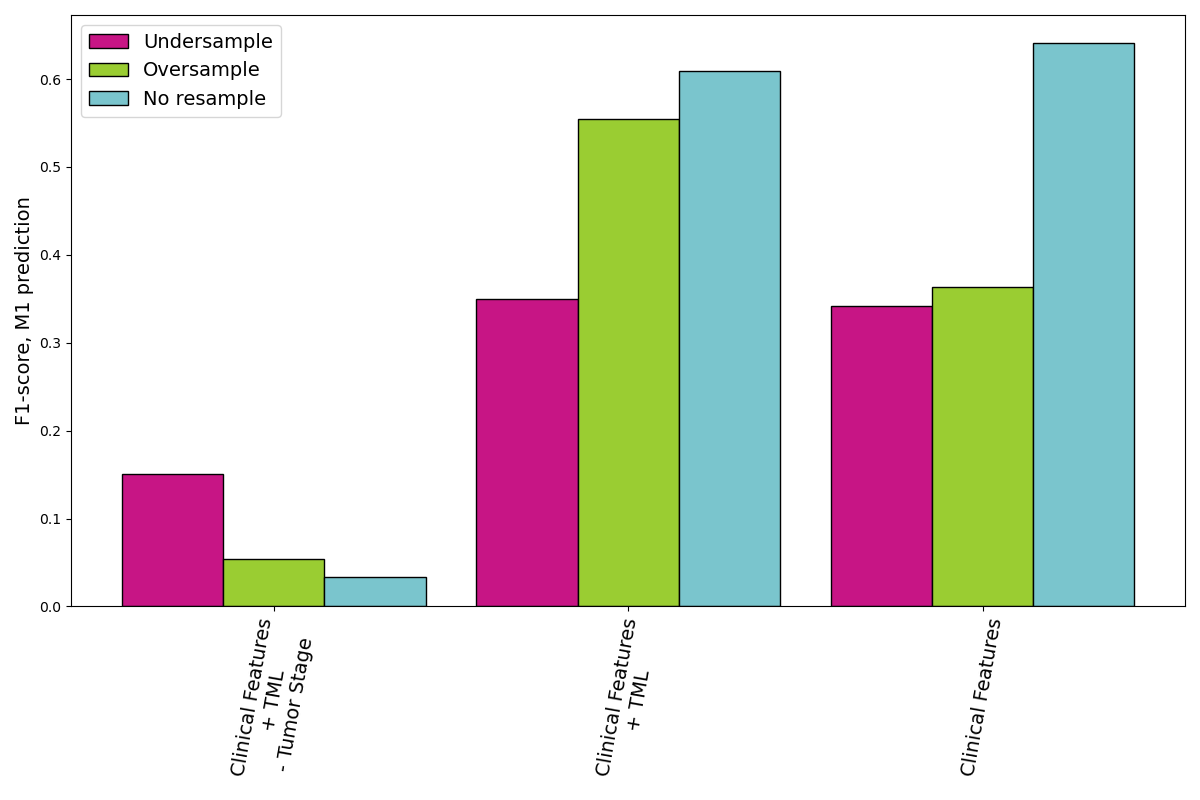 Undersample
Oversample
No resample
F1-score, M1 prediction
0.6
0.5
0.4
0.3
0.2
0.1
0.0
Clinical Features
+ TML
- Tumor Stage
Clinical Features
+ TML
Clinical Features